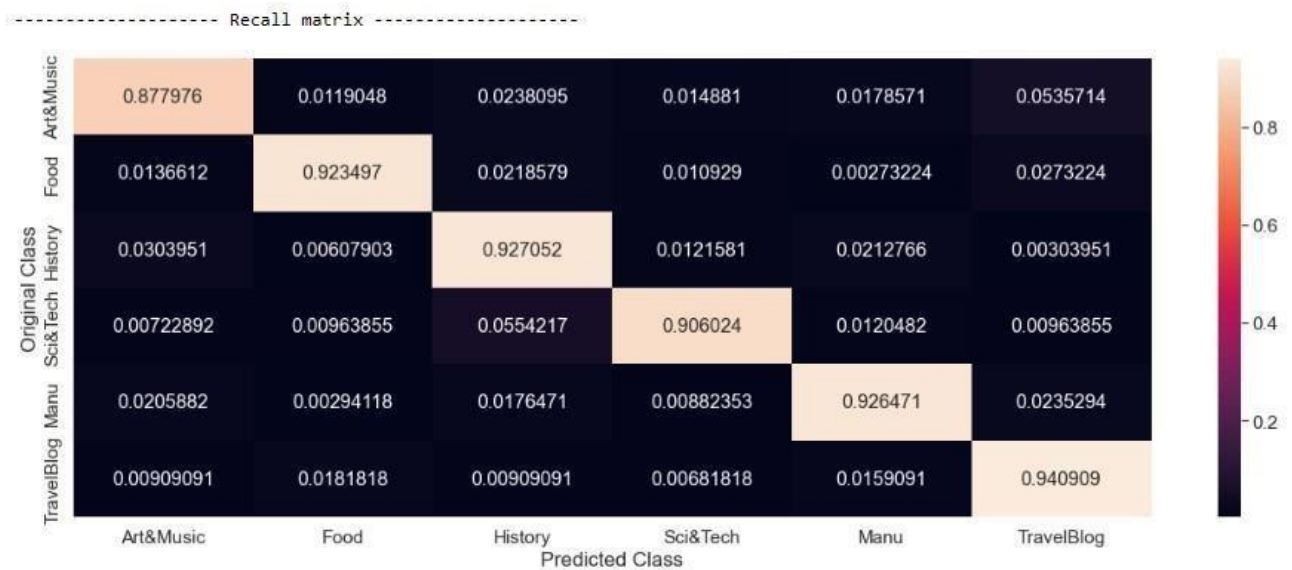 -------------------- Recall matrix --------------------
Art&Music 0.877976 0.0119048 0.0238095 0.014881 0.0178571 0.0535714
Food 0.0136612 0.923497 0.0218579 0.010929 0.00273224 0.0273224
History 0.0303951 0.00607903 0.927052 0.0121581 0.0212766 0.00303951
Sci&Tech 0.00722892 0.00963855 0.0554217 0.906024 0.0120482 0.00963855
Manu 0.0205882 0.00294118 0.0176471 0.00882353 0.926471 0.0235294
TravelBlog 0.00909091 0.0181818 0.00909091 0.00681818 0.0159091 0.940909
Original Class
Art&Music Food History Sci&Tech Manu TravelBlog
Predicted Class
0.8
0.6
0.4
0.2